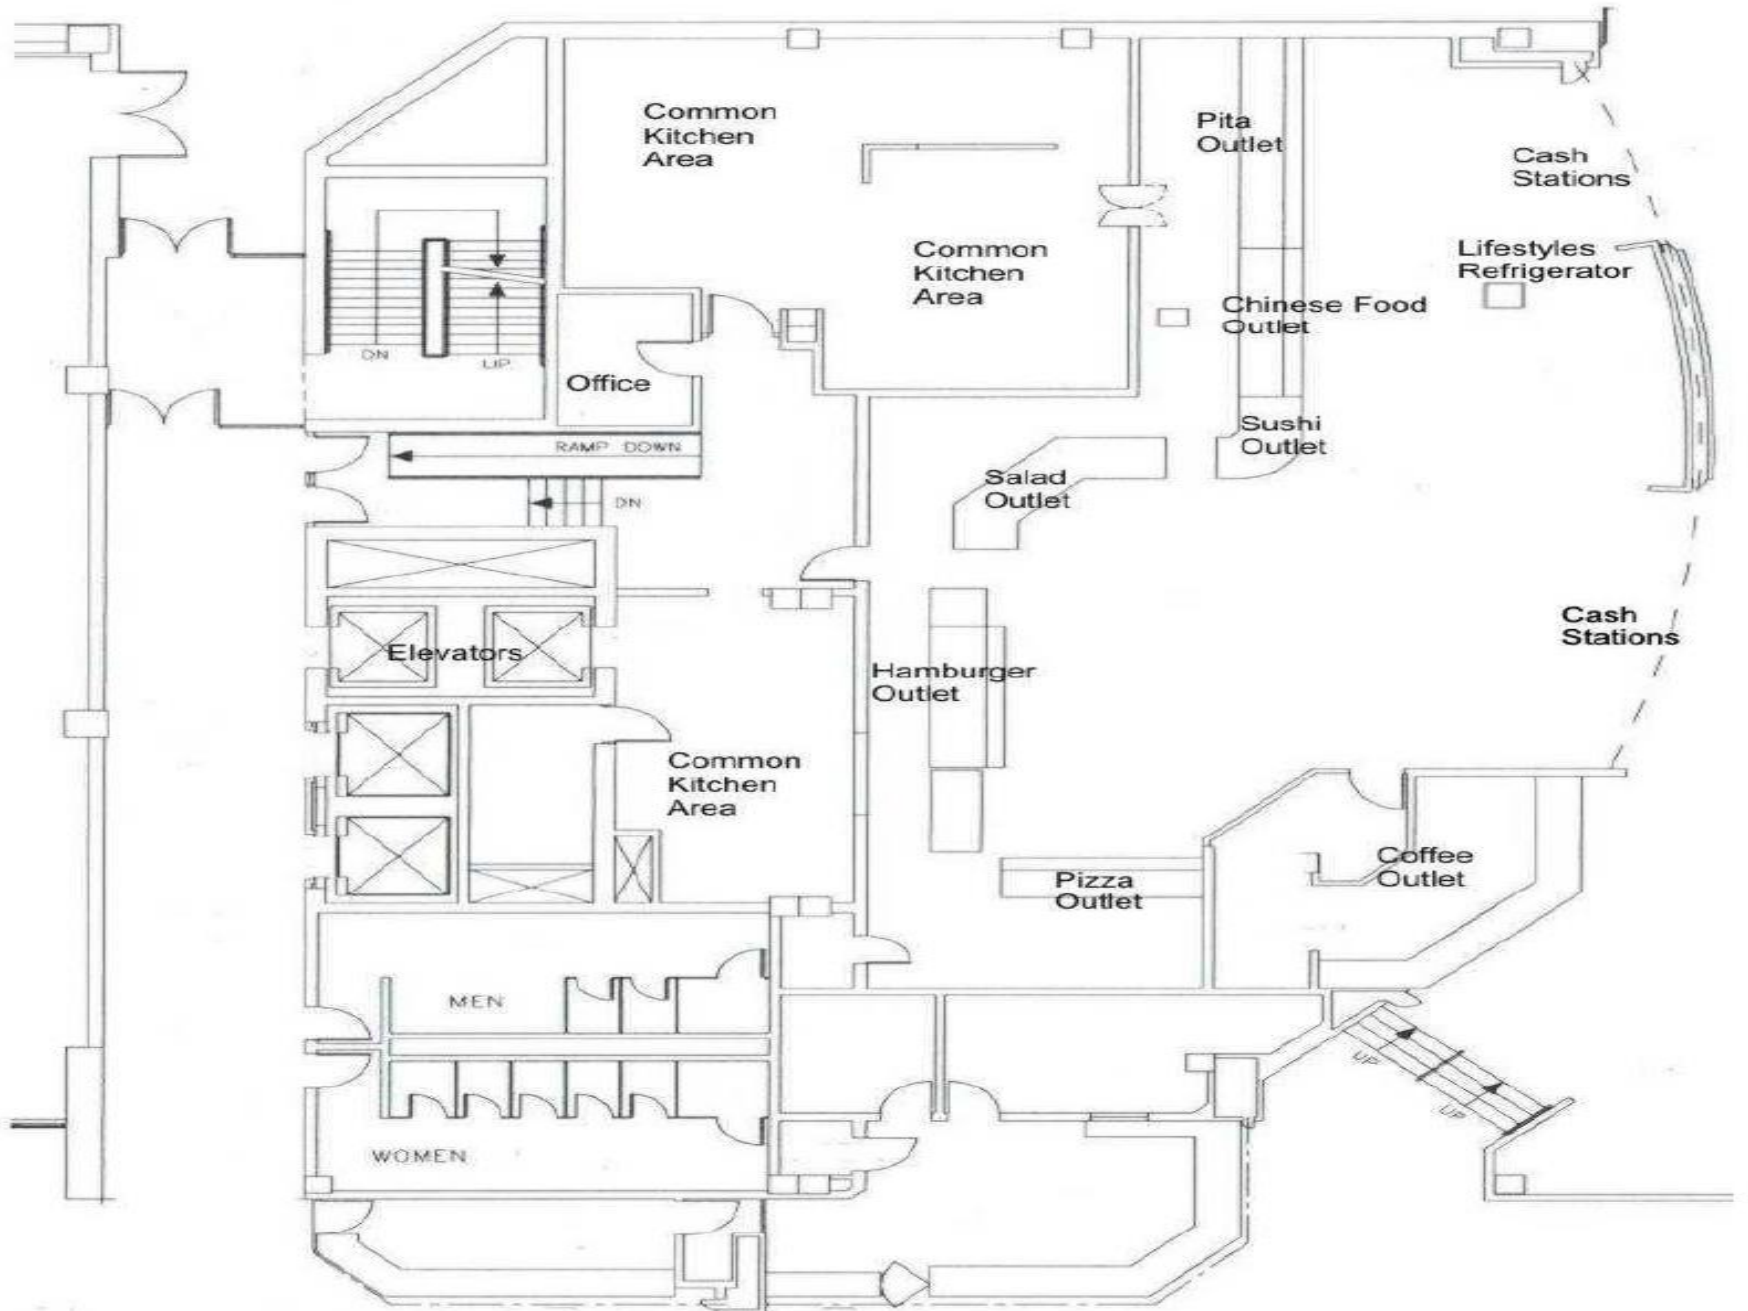 Common
Kitchen
Area
Pita
Outlet
Cash
Stations
Common
Kitchen
Area
Lifestyles
Refrigerator
Chinese Food
Outlet
DN
UP
Office
Sushi
Outlet
RAMP DOWN
Salad
Outlet
DN
Cash
Stations
Elevators
Hamburger
Outlet
Common
Kitchen
Area
Coffee
Outlet
Pizza
Outlet
MEN
UP
UP
WOMEN